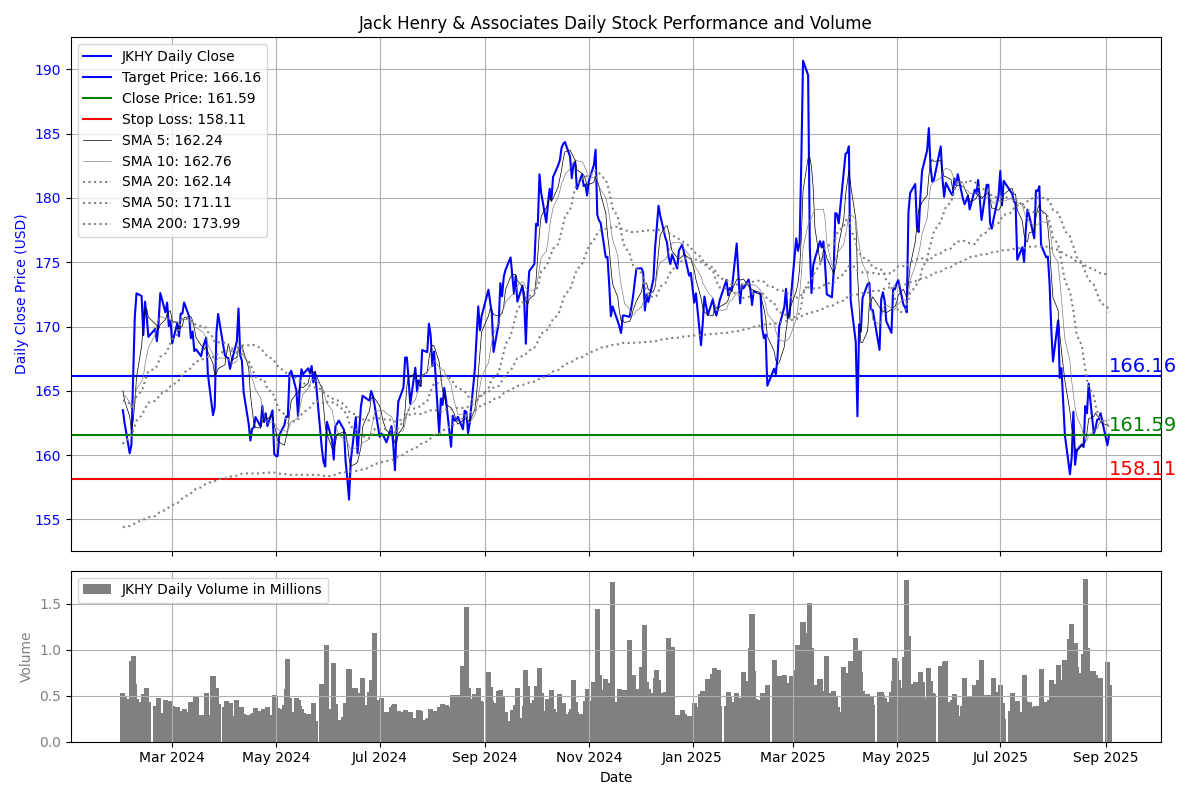 Jack Henry & Associates Daily Stock Performance and Volume
JKHY Daily Close
Target Price: 166.16
Close Price: 161.59
Stop Loss: 158.11
SMA 5: 162.24
SMA 10: 162.76
SMA 20: 162.14
SMA 50: 171.11
SMA 200: 173.99
Daily Close Price (USD)
190
185
180
175
170
165
160
155
166.16
161.59
158.11
JKHY Daily Volume in Millions
Volume
1.5
1.0
0.5
0.0
Mar 2024 May 2024 Jul 2024 Sep 2024 Nov 2024 Jan 2025 Mar 2025 May 2025 Jul 2025 Sep 2025
Date